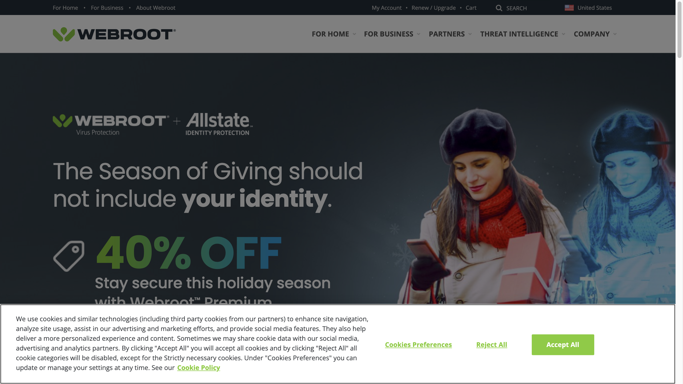 For Home • For Business • About Webroot
My Account • Renew / Upgrade • Cart
SEARCH
United States
WEBROOT®
FOR HOME
FOR BUSINESS
PARTNERS
THREAT INTELLIGENCE
COMPANY
WEBROOT® + Allstate
Virus Protection
IDENTITY PROTECTION
The Season of Giving should
not include your identity.
40% OFF
Stay secure this holiday season
with Webroot™ Premium
We use cookies and similar technologies (including third party cookies from our partners) to enhance site navigation,
analyze site usage, assist in our advertising and marketing efforts, and provide social media features. They also help
deliver a more personalized experience and content. Sometimes we may share cookie data with our social media,
advertising and analytics partners. By clicking "Accept All" you will accept all cookies and by clicking "Reject All" all
cookie categories will be disabled, except for the Strictly necessary cookies. Under "Cookies Preferences" you can
update or manage your settings at any time. See our Cookie Policy
Cookies Preferences
Reject All
Accept All